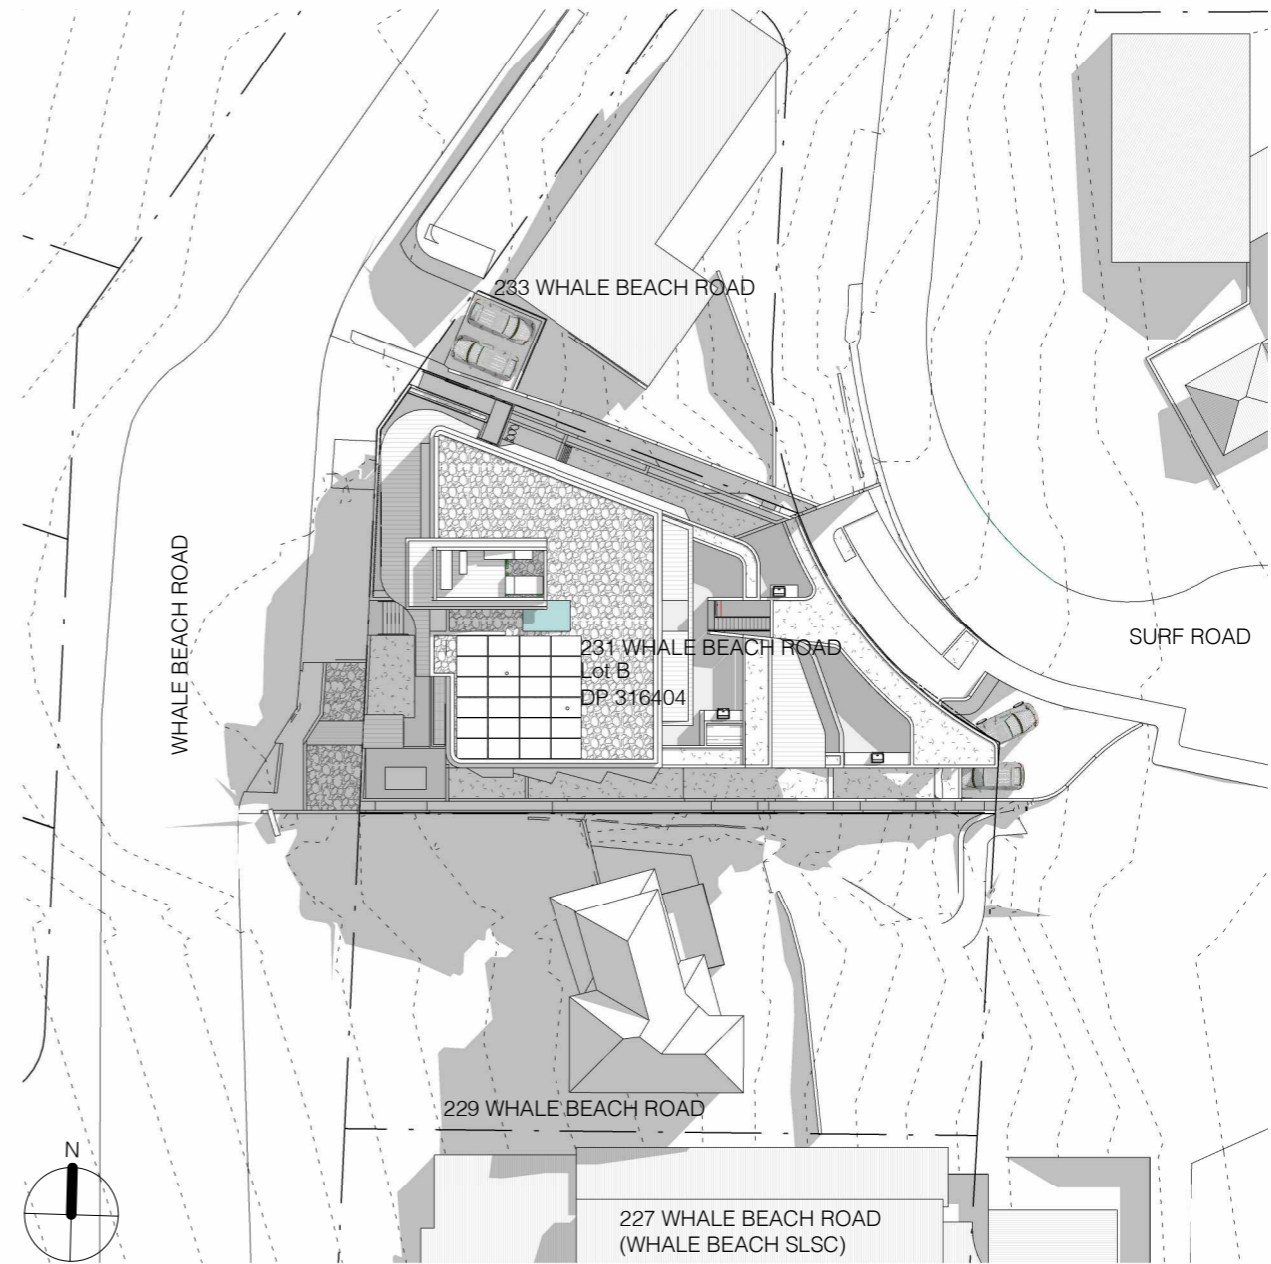 233 WHALE BEACH ROAD
WHALE BEACH ROAD
231 WHALE BEACH ROAD
Lot B
DP 316404
SURF ROAD
229 WHALE BEACH ROAD
N
227 WHALE BEACH ROAD
(WHALE BEACH SLSC)